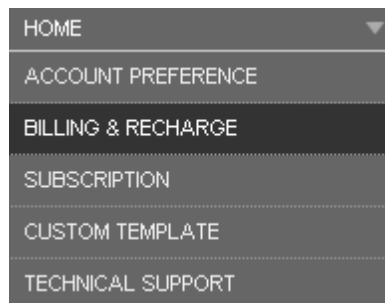 HOME
ACCOUNT PREFERENCE
BILLING & RECHARGE
SUBSCRIPTION
CUSTOM TEMPLATE
TECHNICAL SUPPORT